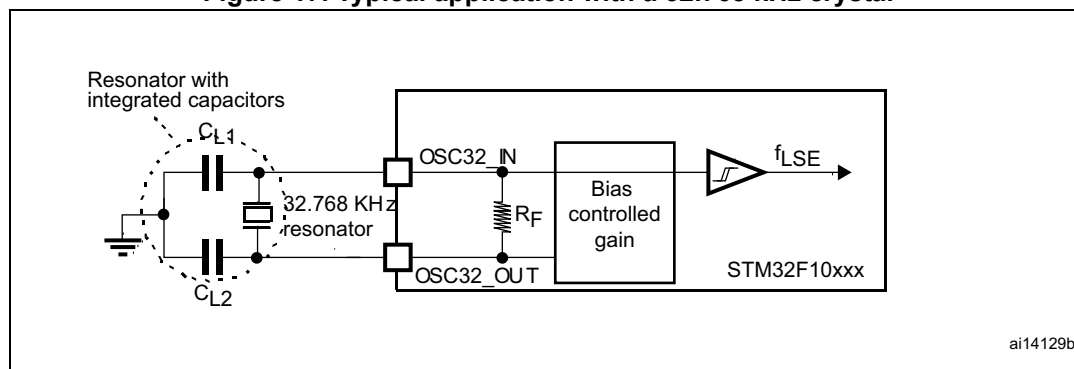 Resonator with
integrated capacitors
CL1
OSC32_IN
fLSE
32.768 KHz
resonator
RF
Bias
controlled
gain
OSC32_OUT
STM32F10xxx
CL2
ai14129b